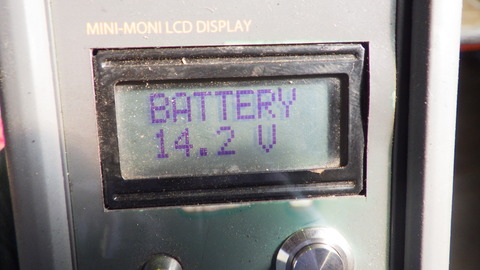 MINI-MONI LCD DISPLAY
BATTERY
14.2 V